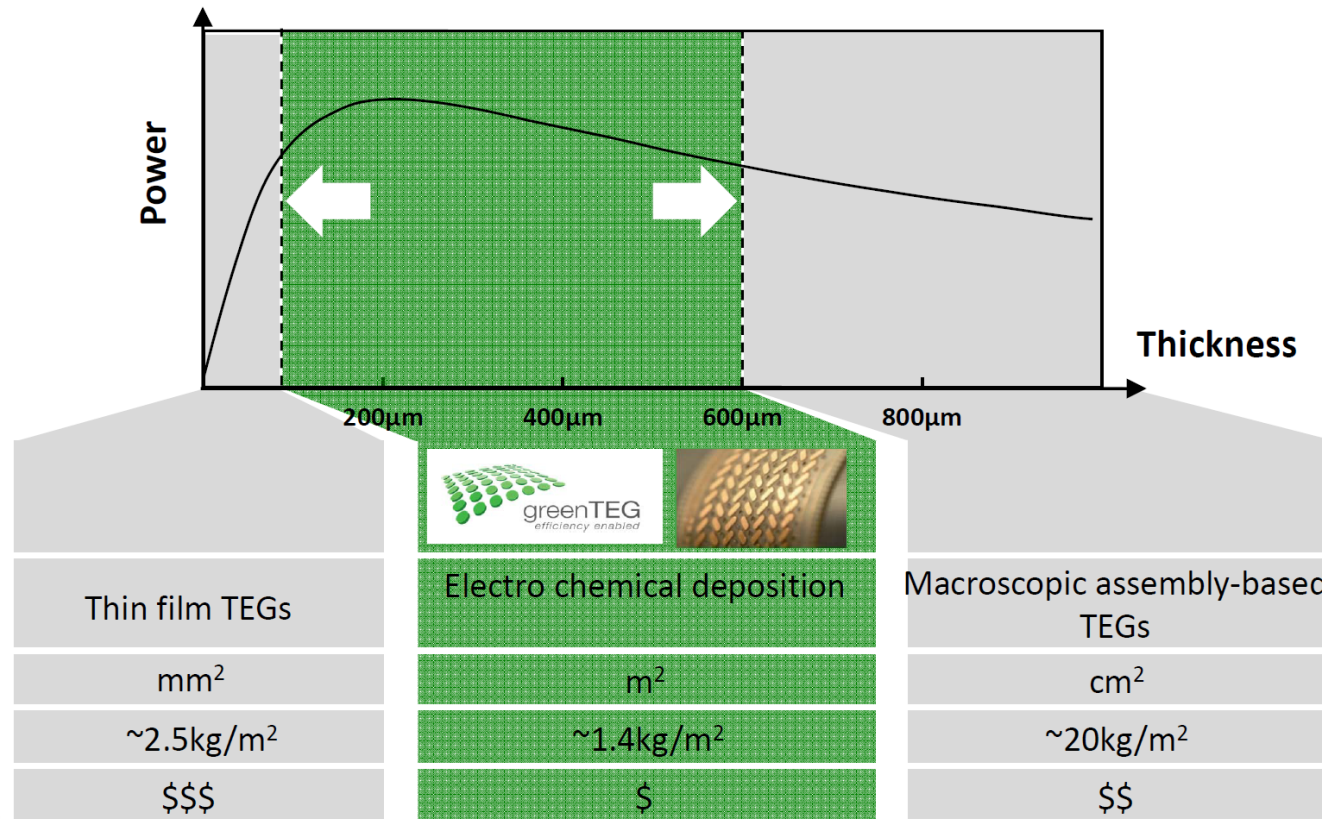 Power
Thickness
200µm
400µm
600µm
800µm
greenTEG
efficiency enabled
Thin film TEGs
Electro chemical deposition
Macroscopic assembly-based
TEGs
mm²
m²
cm²
~2.5kg/m²
~1.4kg/m²
~20kg/m²
$$$
$
$$